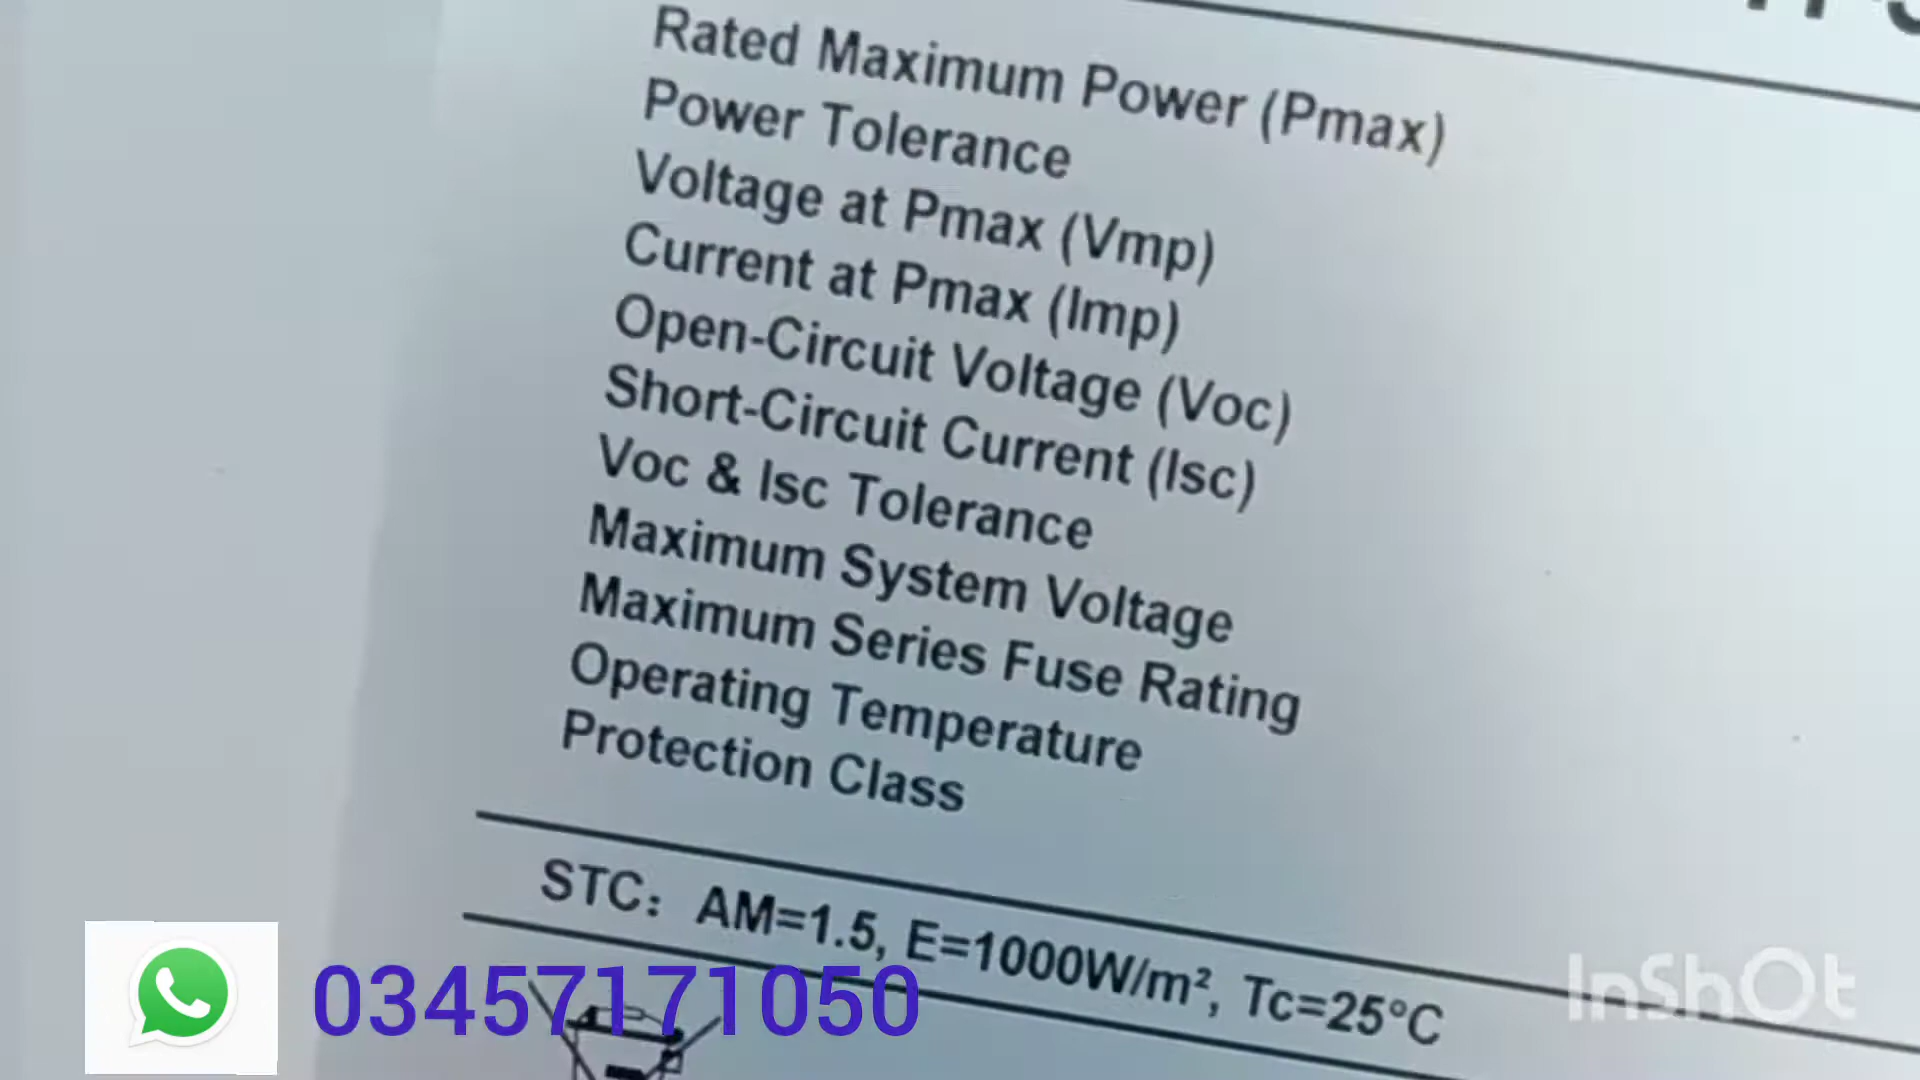 Rated Maximum Power (Pmax)
Power Tolerance
Voltage at Pmax (Vmp)
Current at Pmax (Imp)
Open-Circuit Voltage (Voc)
Short-Circuit Current (Isc)
Voc & Isc Tolerance
Maximum System Voltage
Maximum Series Fuse Rating
Operating Temperature
Protection Class
STC: AM=1.5, E=1000W/m², Tc=25°C
03457171050
InShOt